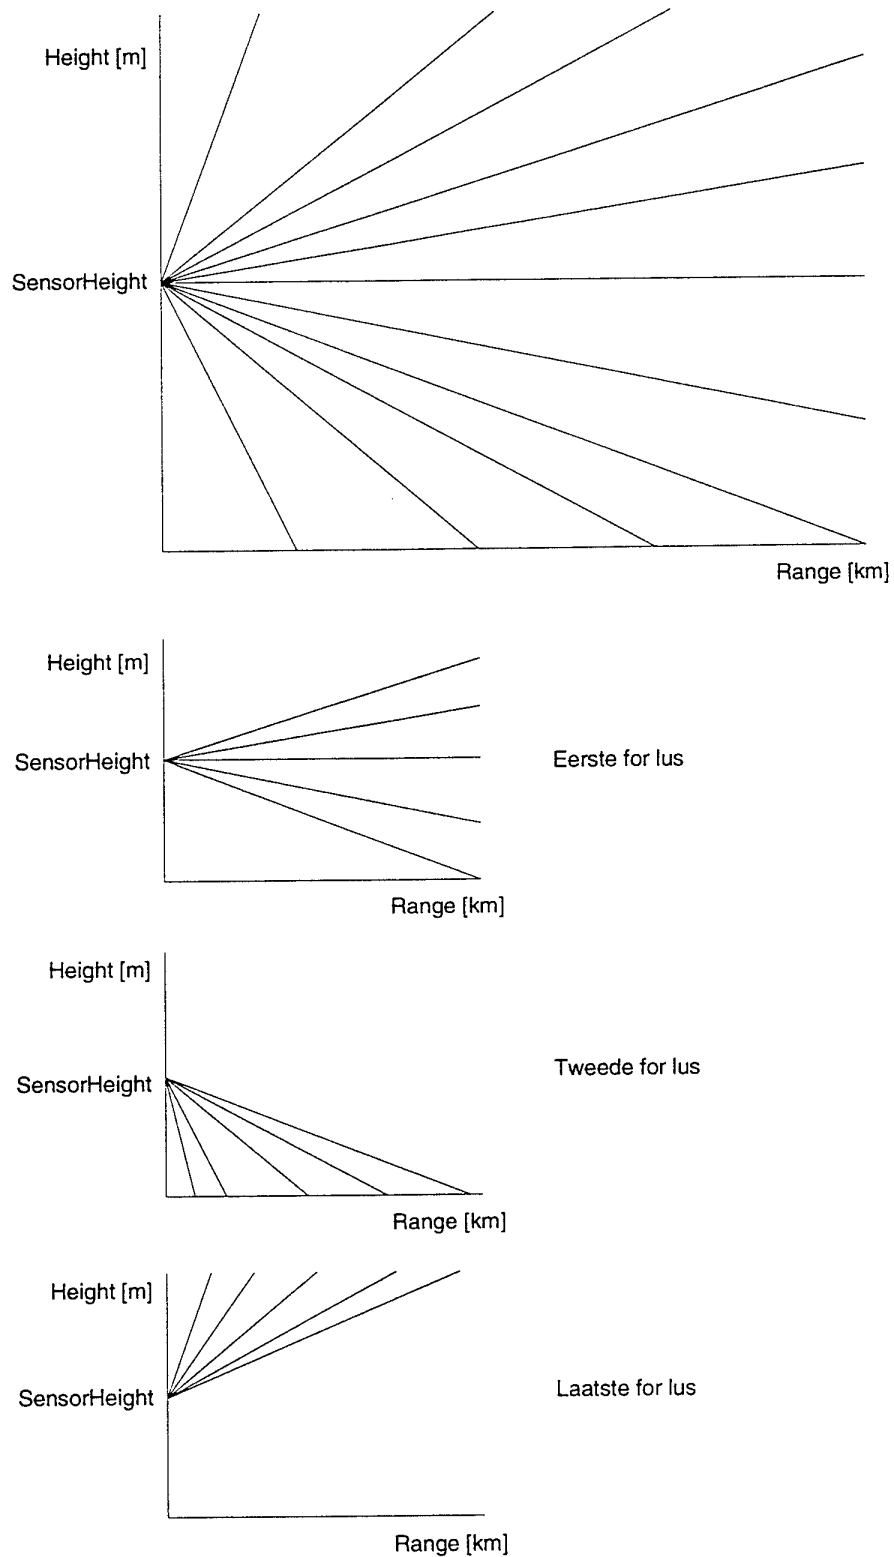 Height [m]
SensorHeight
Range [km]
Height [m]
SensorHeight
Eerste for lus
Range [km]
Height [m]
SensorHeight
Tweede for lus
Range [km]
Height [m]
SensorHeight
Laatste for lus
Range [km]